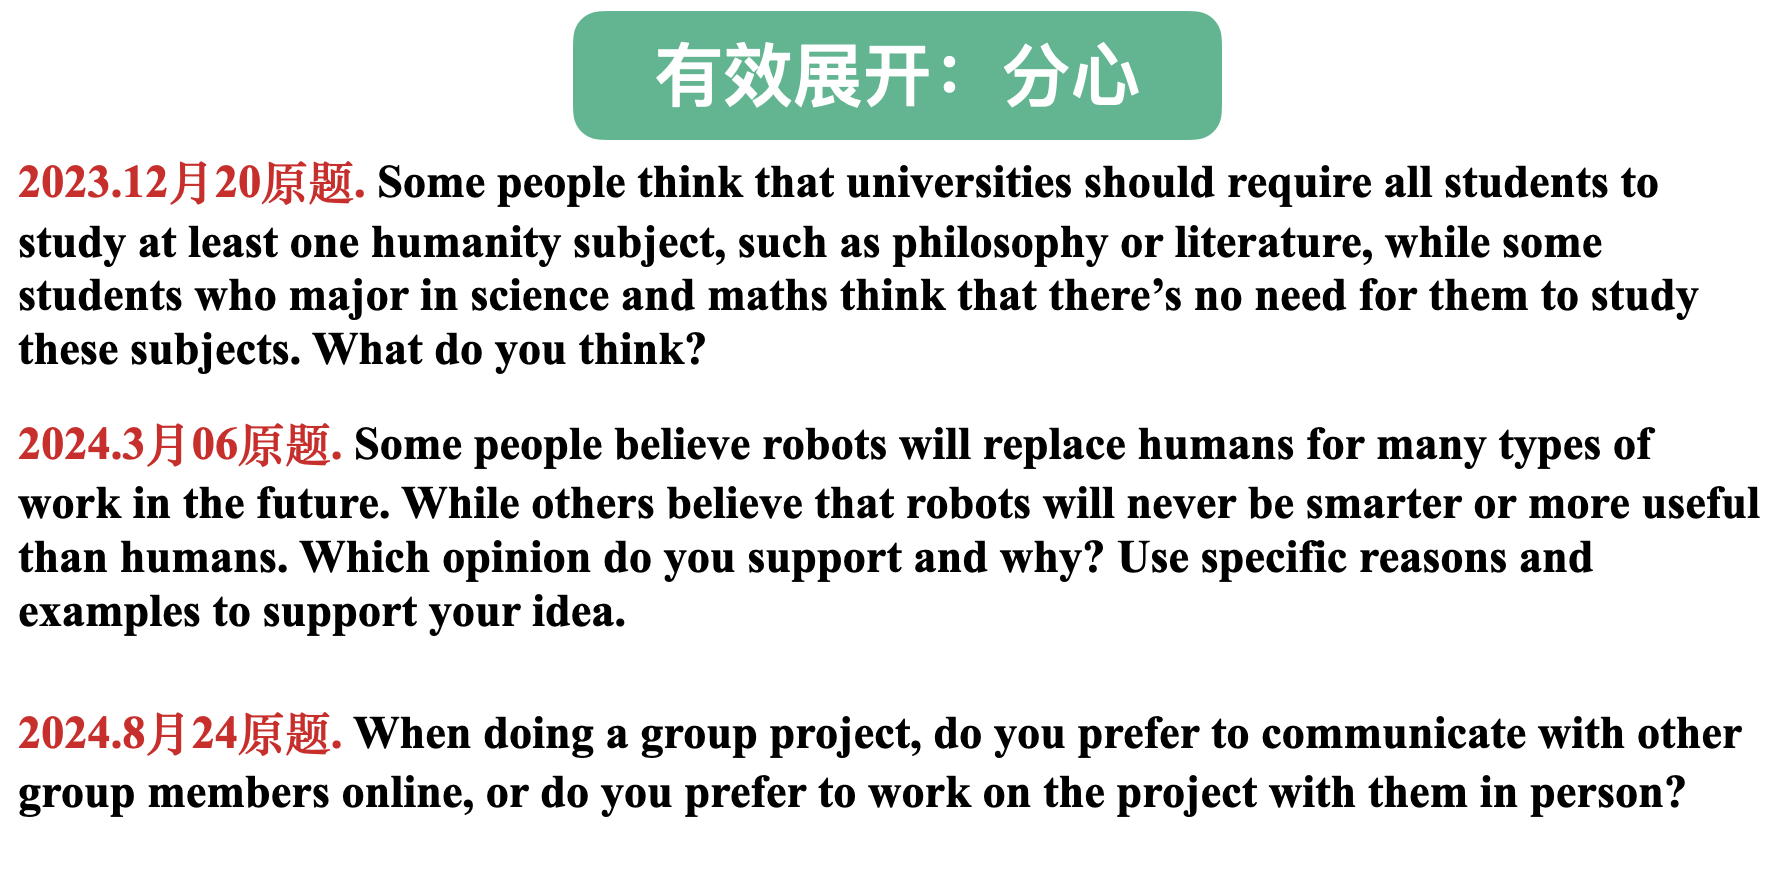 有效展开：分心
2023.12月20原题. Some people think that universities should require all students to
study at least one humanity subject, such as philosophy or literature, while some
students who major in science and maths think that there’s no need for them to study
these subjects. What do you think?
2024.3月06原题. Some people believe robots will replace humans for many types of
work in the future. While others believe that robots will never be smarter or more useful
than humans. Which opinion do you support and why? Use specific reasons and
examples to support your idea.
2024.8月24原题. When doing a group project, do you prefer to communicate with other
group members online, or do you prefer to work on the project with them in person?